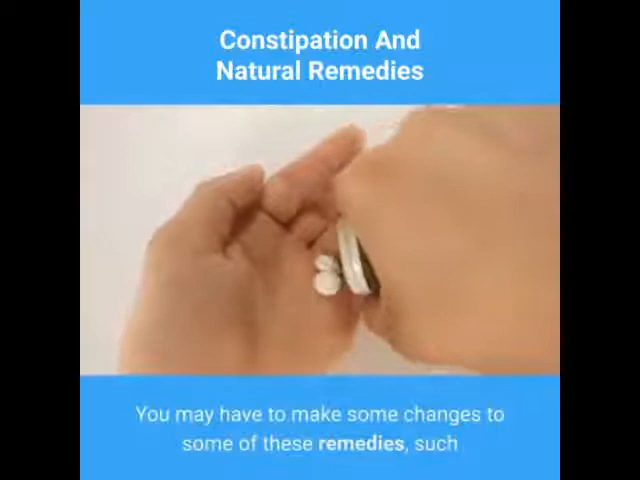 Constipation And
Natural Remedies
You may have to make some changes to
some of these remedies, such